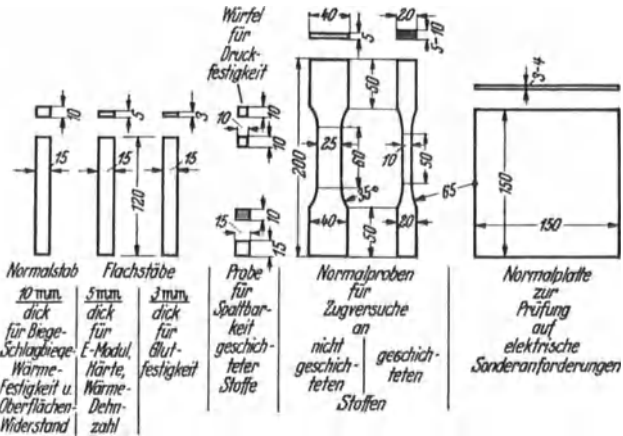 Würfel
für
Druck-
festigkeit
40
5
20
5-10
3-4
10
5
3
10
10
10
15
15
15
120
200
50
25
60
35°
40
50
10
50
20
65
150
150
10
15
15
Normalstab
10 mm
dick
für Biege-
Schlagbiege-
Wärme-
Festigkeit u.
Oberflächen-
Widerstand
Flachstäbe
5 mm
dick
für
E-Modul,
Härte,
Wärme-
Dehn-
zahl
3 mm,
dick
für
Glut-
festigkeit
Probe
für
Spaltbar-
keit
geschich-
teter
Stoffe
Normalproben
für
Zugversuche
an
nicht
geschich-
teten
geschich-
teten
Stoffen
Normalplatte
zur
Prüfung
auf
elektrische
Sonderanforderungen